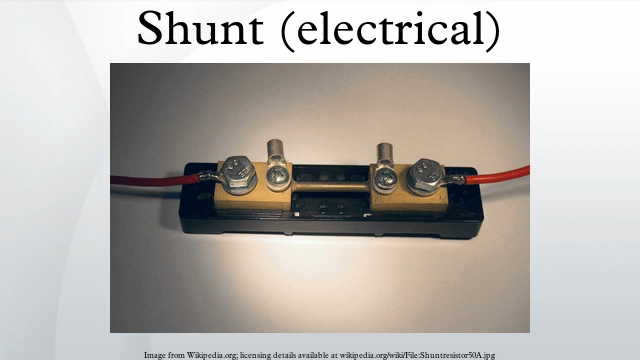 Shunt (electrical)
Image from Wikipedia.org; licensing details available at wikipedia.org/wiki/File:Shuntresistor50A.jpg